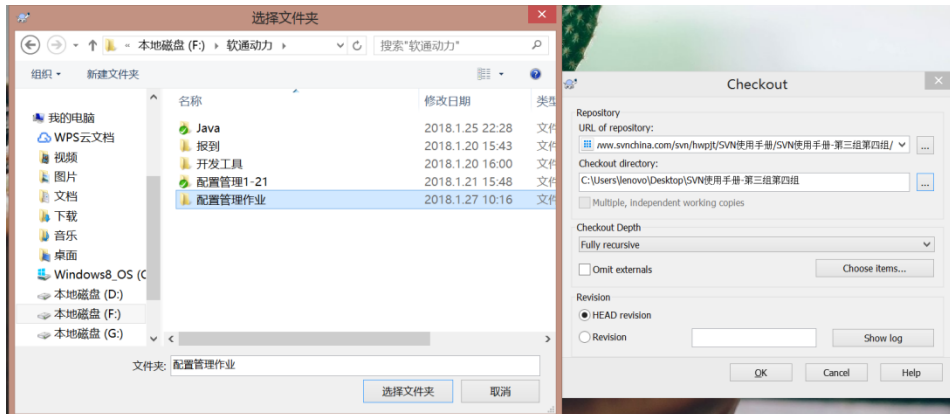 选择文件夹
« 本地磁盘 (F:) › 软通动力 ›
搜索"软通动力"
组织
新建文件夹
我的电脑
WPS云文档
视频
图片
文档
下载
音乐
桌面
Windows8_OS (C
本地磁盘 (D:)
本地磁盘 (F:)
本地磁盘 (G:)
名称 修改日期 类型
Java 2018.1.25 22:28 文件
报到 2018.1.20 15:43 文件
开发工具 2018.1.20 16:00 文件
配置管理1-21 2018.1.21 15:48 文件
配置管理作业 2018.1.27 10:16 文件
文件夹: 配置管理作业
选择文件夹 取消
Checkout
Repository
URL of repository:
www.svnchina.com/svn/hwpjt/SVN使用手册/SVN使用手册-第三组第四组/
...
Checkout directory:
C:\Users\lenovo\Desktop\SVN使用手册-第三组第四组
...
Multiple, independent working copies
Checkout Depth
Fully recursive
Omit externals
Choose items...
Revision
HEAD revision
Revision
Show log
OK Cancel Help